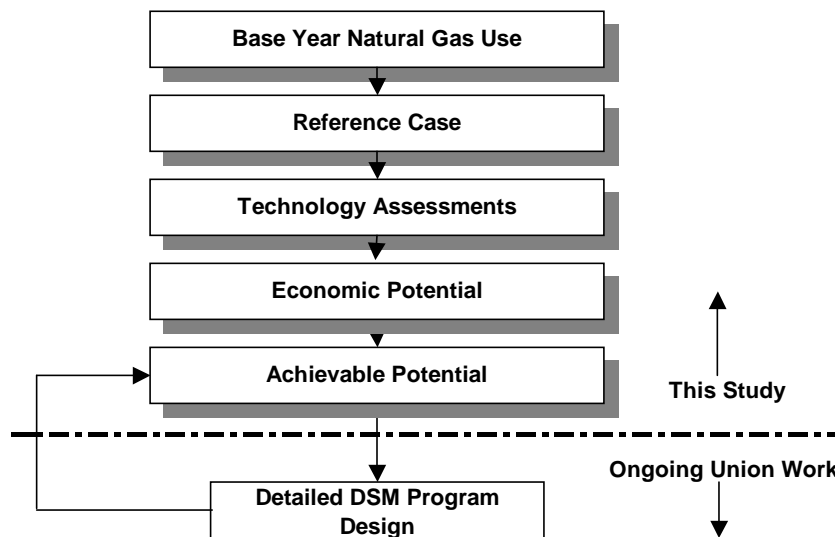 Base Year Natural Gas Use
Reference Case
Technology Assessments
Economic Potential
Achievable Potential
This Study
Ongoing Union Work
Detailed DSM Program
Design